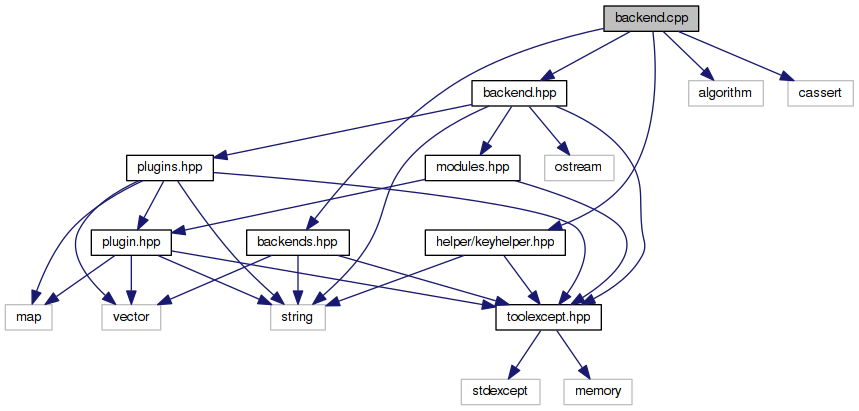 backend.cpp
backend.hpp
algorithm
cassert
plugins.hpp
modules.hpp
ostream
plugin.hpp
backends.hpp
helper/keyhelper.hpp
map
vector
string
toolexcept.hpp
stdexcept
memory